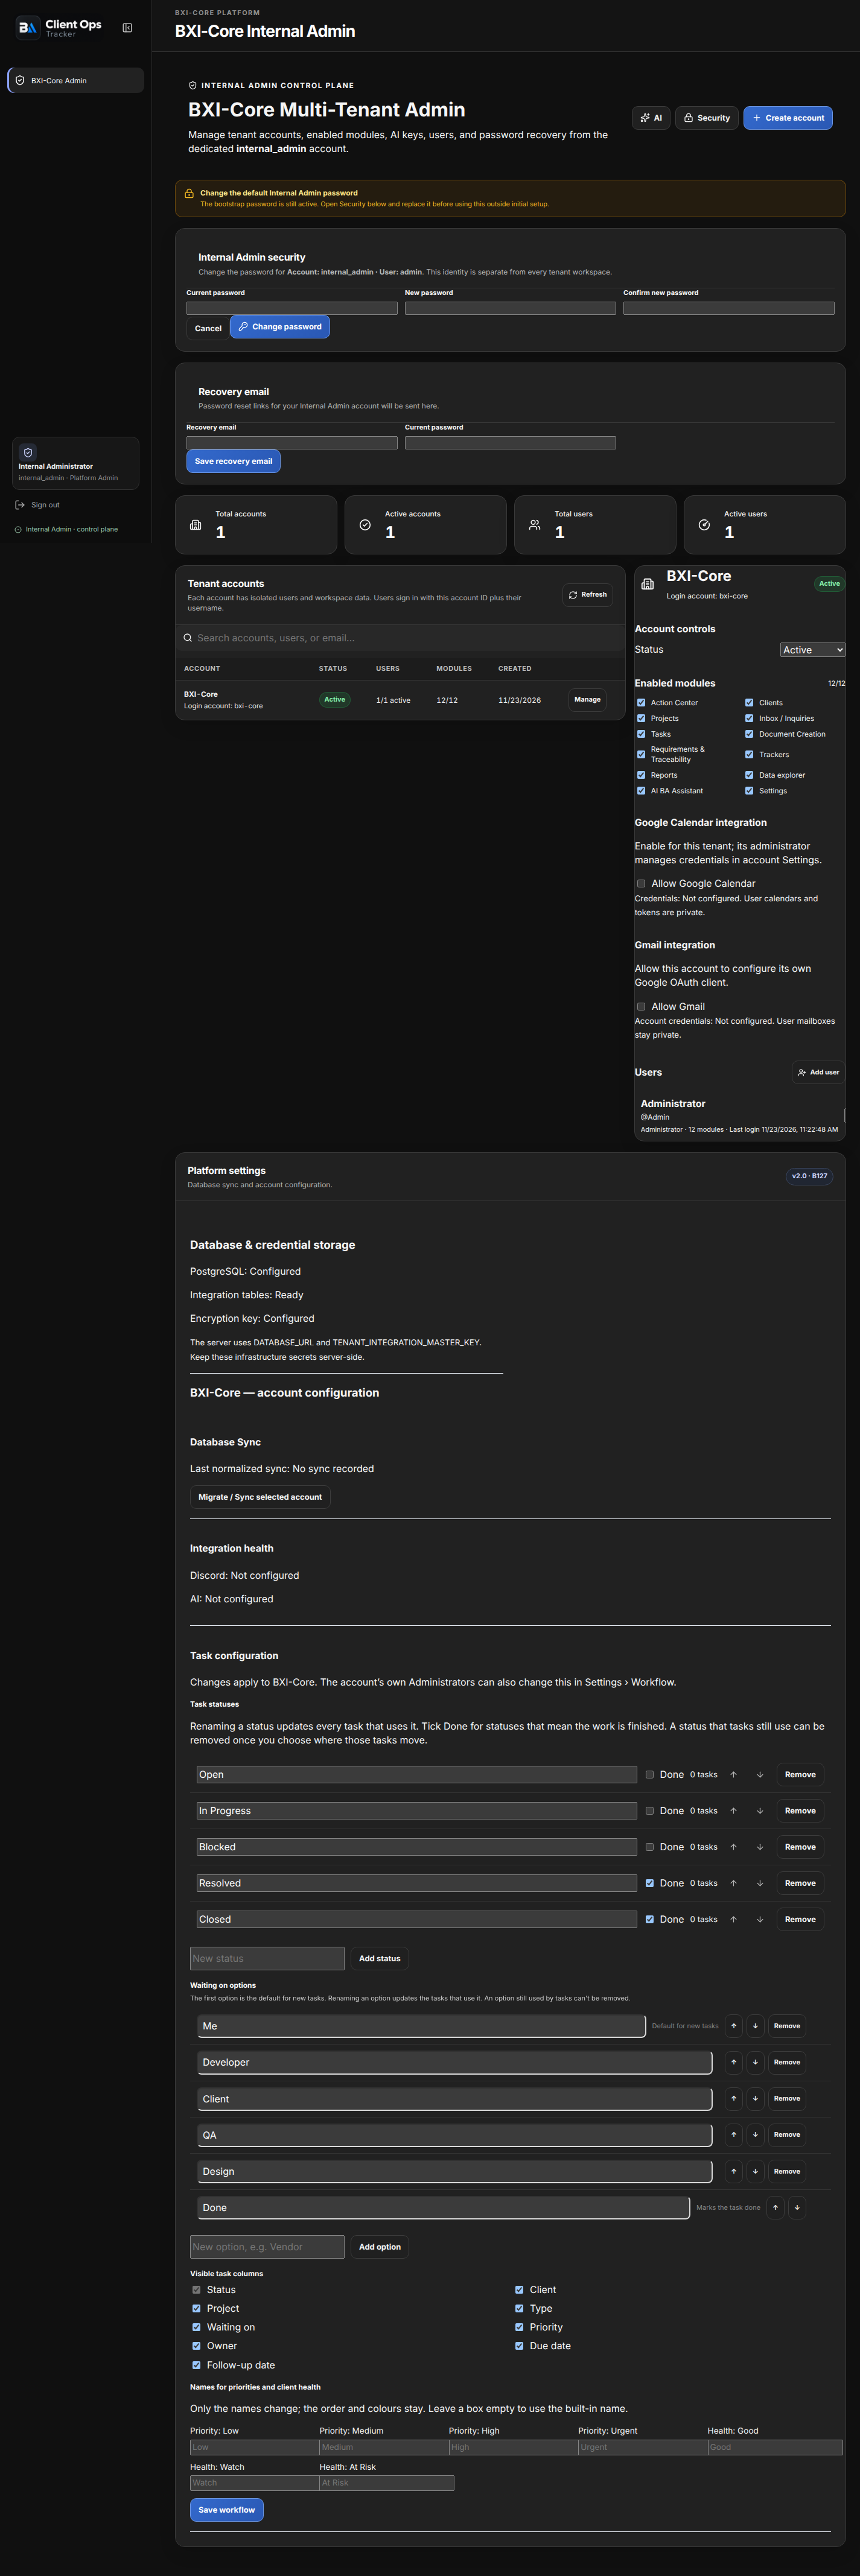 BA Client Ops
Tracker
BXI-Core Admin
Internal Administrator
internal_admin · Platform Admin
Sign out
Internal Admin · control plane
BXI-CORE PLATFORM
BXI-Core Internal Admin
INTERNAL ADMIN CONTROL PLANE
BXI-Core Multi-Tenant Admin
Manage tenant accounts, enabled modules, AI keys, users, and password recovery from the
dedicated internal_admin account.
AI
Security
Create account
Change the default Internal Admin password
The bootstrap password is still active. Open Security below and replace it before using this outside initial setup.
Internal Admin security
Change the password for Account: internal_admin · User: admin. This identity is separate from every tenant workspace.
Current password
New password
Confirm new password
Cancel
Change password
Recovery email
Password reset links for your Internal Admin account will be sent here.
Recovery email
Current password
Save recovery email
Total accounts
1
Active accounts
1
Total users
1
Active users
1
Tenant accounts
Each account has isolated users and workspace data. Users sign in with this account ID plus their
username.
Refresh
Search accounts, users, or email...
ACCOUNT STATUS USERS MODULES CREATED
BXI-Core
Login account: bxi-core
Active
1/1 active
12/12
11/23/2026
Manage
BXI-Core
Login account: bxi-core
Active
Account controls
Status
Active
Enabled modules
12/12
Action Center
Clients
Projects
Inbox / Inquiries
Tasks
Document Creation
Requirements &
Traceability
Trackers
Reports
Data explorer
AI BA Assistant
Settings
Google Calendar integration
Enable for this tenant; its administrator
manages credentials in account Settings.
Allow Google Calendar
Credentials: Not configured. User calendars and
tokens are private.
Gmail integration
Allow this account to configure its own
Google OAuth client.
Allow Gmail
Account credentials: Not configured. User mailboxes
stay private.
Users
Add user
Administrator
@Admin
Administrator · 12 modules · Last login 11/23/2026, 11:22:48 AM
Platform settings
Database sync and account configuration.
v2.0 · B127
Database & credential storage
PostgreSQL: Configured
Integration tables: Ready
Encryption key: Configured
The server uses DATABASE_URL and TENANT_INTEGRATION_MASTER_KEY.
Keep these infrastructure secrets server-side.
BXI-Core — account configuration
Database Sync
Last normalized sync: No sync recorded
Migrate / Sync selected account
Integration health
Discord: Not configured
AI: Not configured
Task configuration
Changes apply to BXI-Core. The account's own Administrators can also change this in Settings › Workflow.
Task statuses
Renaming a status updates every task that uses it. Tick Done for statuses that mean the work is finished. A status that tasks still use can be
removed once you choose where those tasks move.
Open Done 0 tasks ↑ ↓ Remove
In Progress Done 0 tasks ↑ ↓ Remove
Blocked Done 0 tasks ↑ ↓ Remove
Resolved Done 0 tasks ↑ ↓ Remove
Closed Done 0 tasks ↑ ↓ Remove
New status
Add status
Waiting on options
The first option is the default for new tasks. Renaming an option updates the tasks that use it. An option still used by tasks can't be removed.
Me Default for new tasks ↑ ↓ Remove
Developer ↑ ↓ Remove
Client ↑ ↓ Remove
QA ↑ ↓ Remove
Design ↑ ↓ Remove
Done Marks the task done ↑ ↓
New option, e.g. Vendor
Add option
Visible task columns
Status
Client
Project
Type
Waiting on
Priority
Owner
Due date
Follow-up date
Names for priorities and client health
Only the names change; the order and colours stay. Leave a box empty to use the built-in name.
Priority: Low Priority: Medium Priority: High Priority: Urgent Health: Good
Low Medium High Urgent Good
Health: Watch Health: At Risk
Watch At Risk
Save workflow